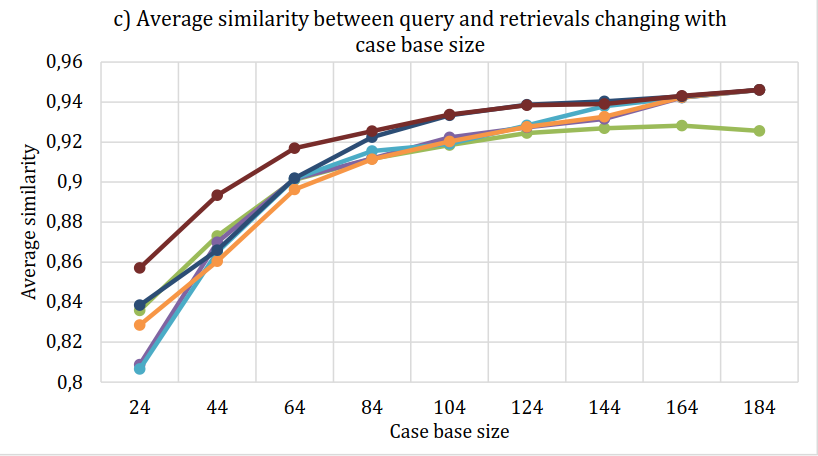 c) Average similarity between query and retrievals changing with
case base size
0,96
0,94
0,92
0,9
0,88
0,86
0,84
0,82
0,8
Average similarity
24 44 64 84 104 124 144 164 184
Case base size